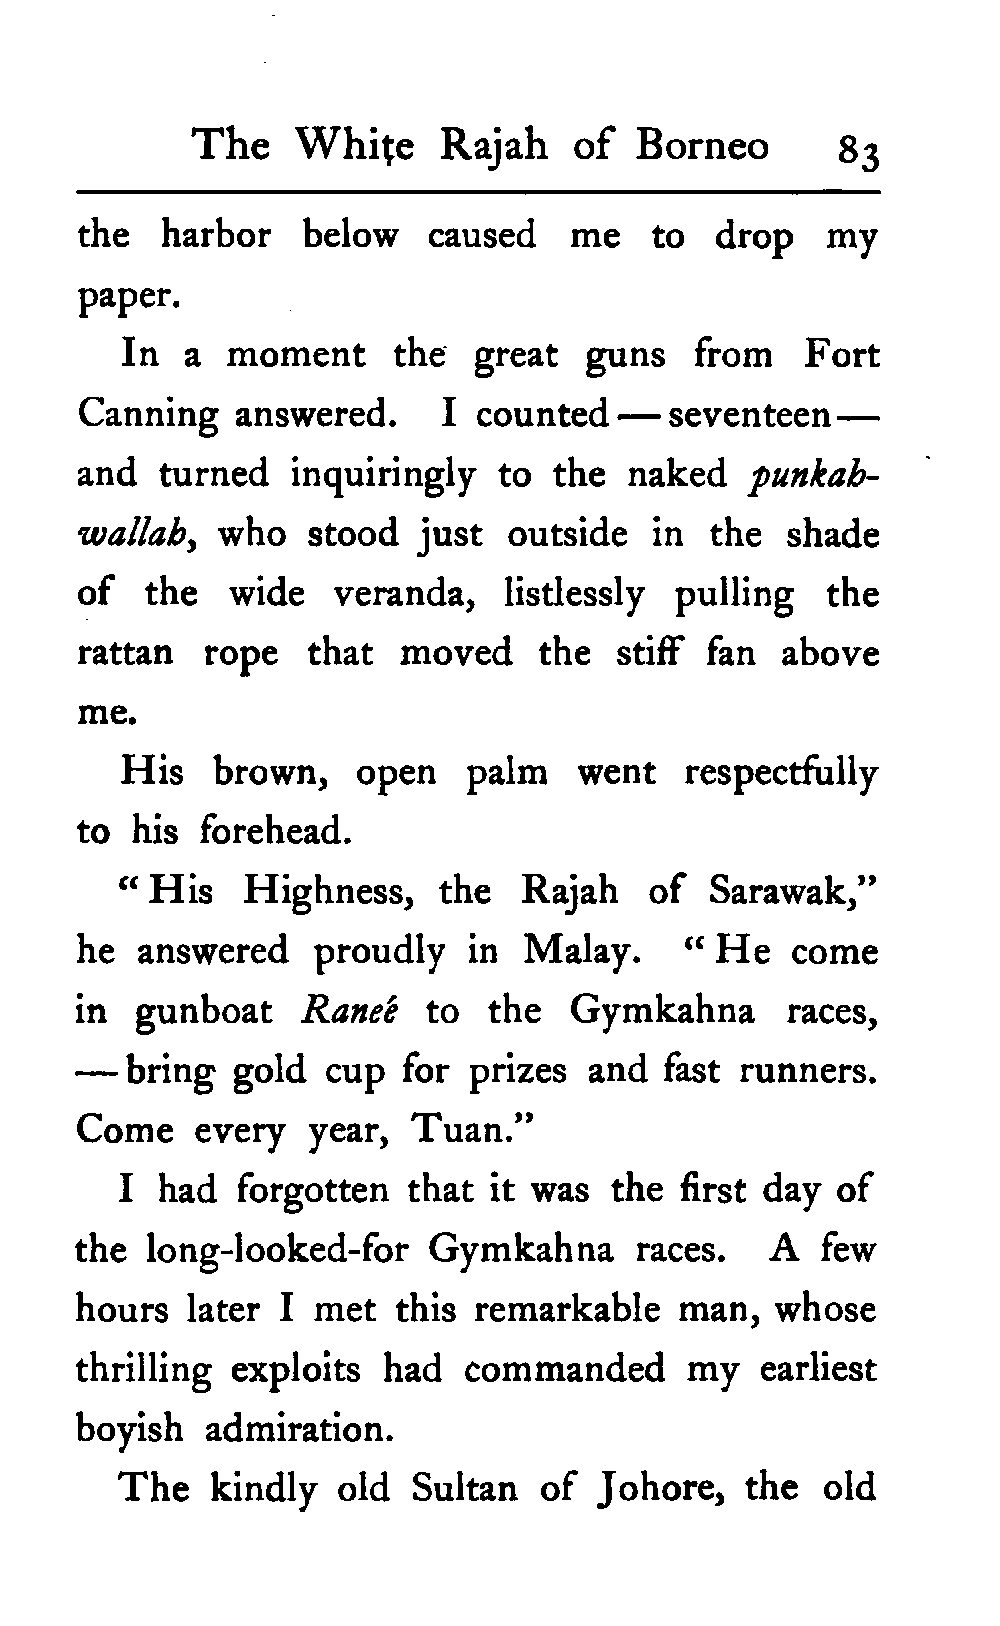 The White Rajah of Borneo 83
the harbor below caused me to drop my
paper.
In a moment the great guns from Fort
Canning answered. I counted — seventeen —
and turned inquiringly to the naked punkah-
wallah, who stood just outside in the shade
of the wide veranda, listlessly pulling the
rattan rope that moved the stiff fan above
me.
His brown, open palm went respectfully
to his forehead.
“ His Highness, the Rajah of Sarawak,”
he answered proudly in Malay. “ He come
in gunboat Raneé to the Gymkahna races,
— bring gold cup for prizes and fast runners.
Come every year, Tuan.”
I had forgotten that it was the first day of
the long-looked-for Gymkahna races. A few
hours later I met this remarkable man, whose
thrilling exploits had commanded my earliest
boyish admiration.
The kindly old Sultan of Johore, the old